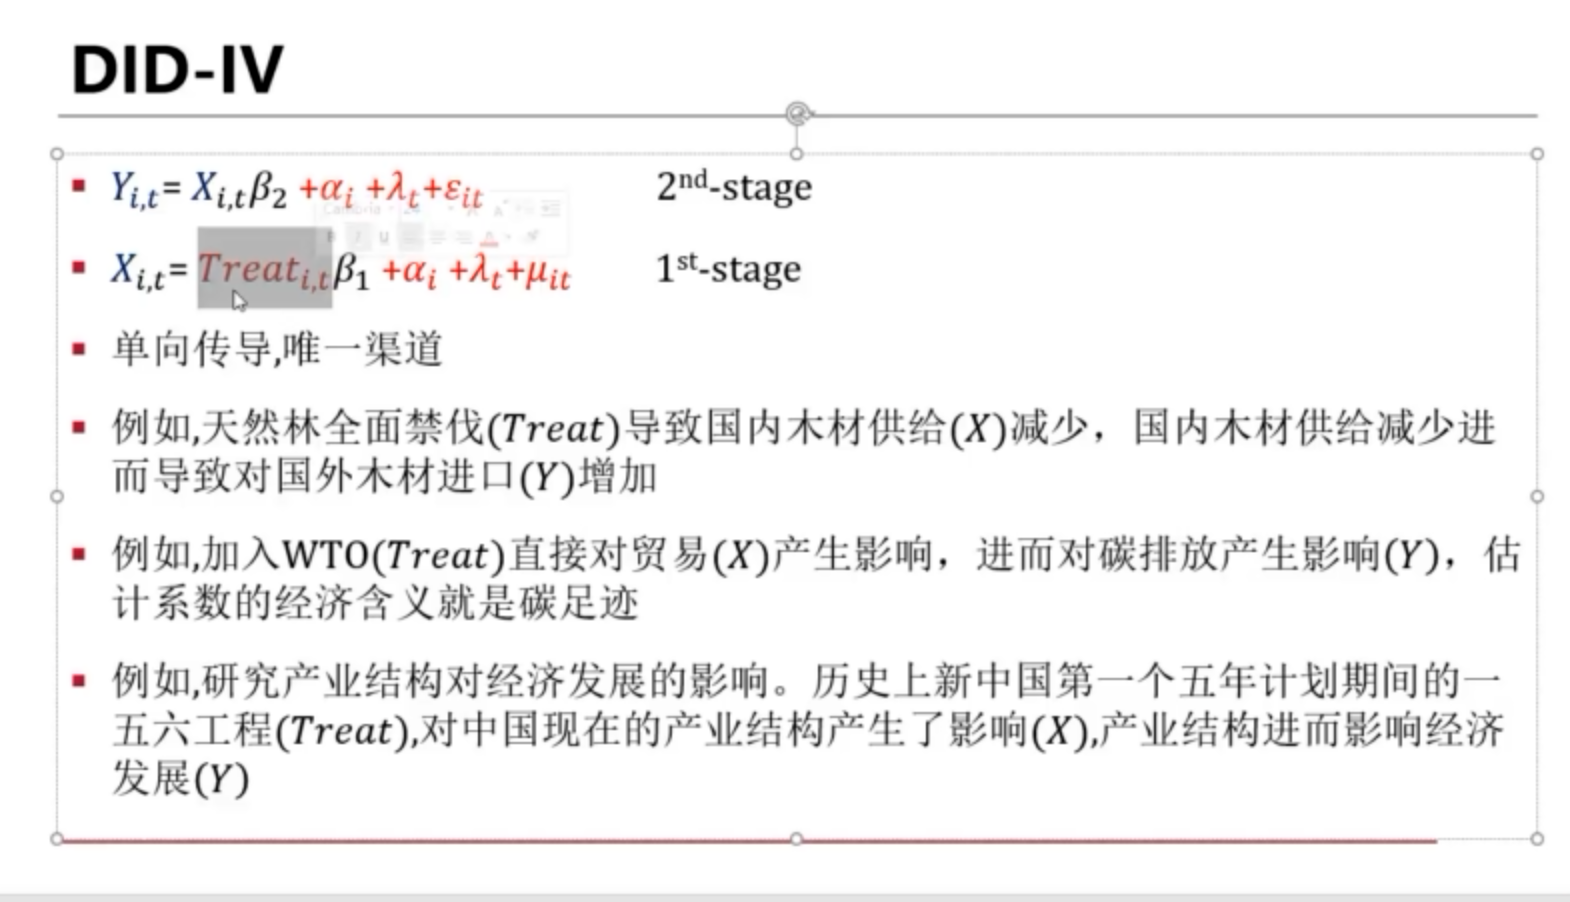 DID-IV
Y_{i,t}= X_{i,t}β_2 +α_i +λ_t+ε_{it} 2nd-stage
X_{i,t}= Treat_{i,t}β_1 +α_i +λ_t+μ_{it} 1st-stage
单向传导,唯一渠道
例如,天然林全面禁伐(Treat)导致国内木材供给(X)减少，国内木材供给减少进
而导致对国外木材进口(Y)增加
例如,加入WTO(Treat)直接对贸易(X)产生影响，进而对碳排放产生影响(Y)，估
计系数的经济含义就是碳足迹
例如,研究产业结构对经济发展的影响。历史上新中国第一个五年计划期间的一
五六工程(Treat),对中国现在的产业结构产生了影响(X),产业结构进而影响经济
发展(Y)